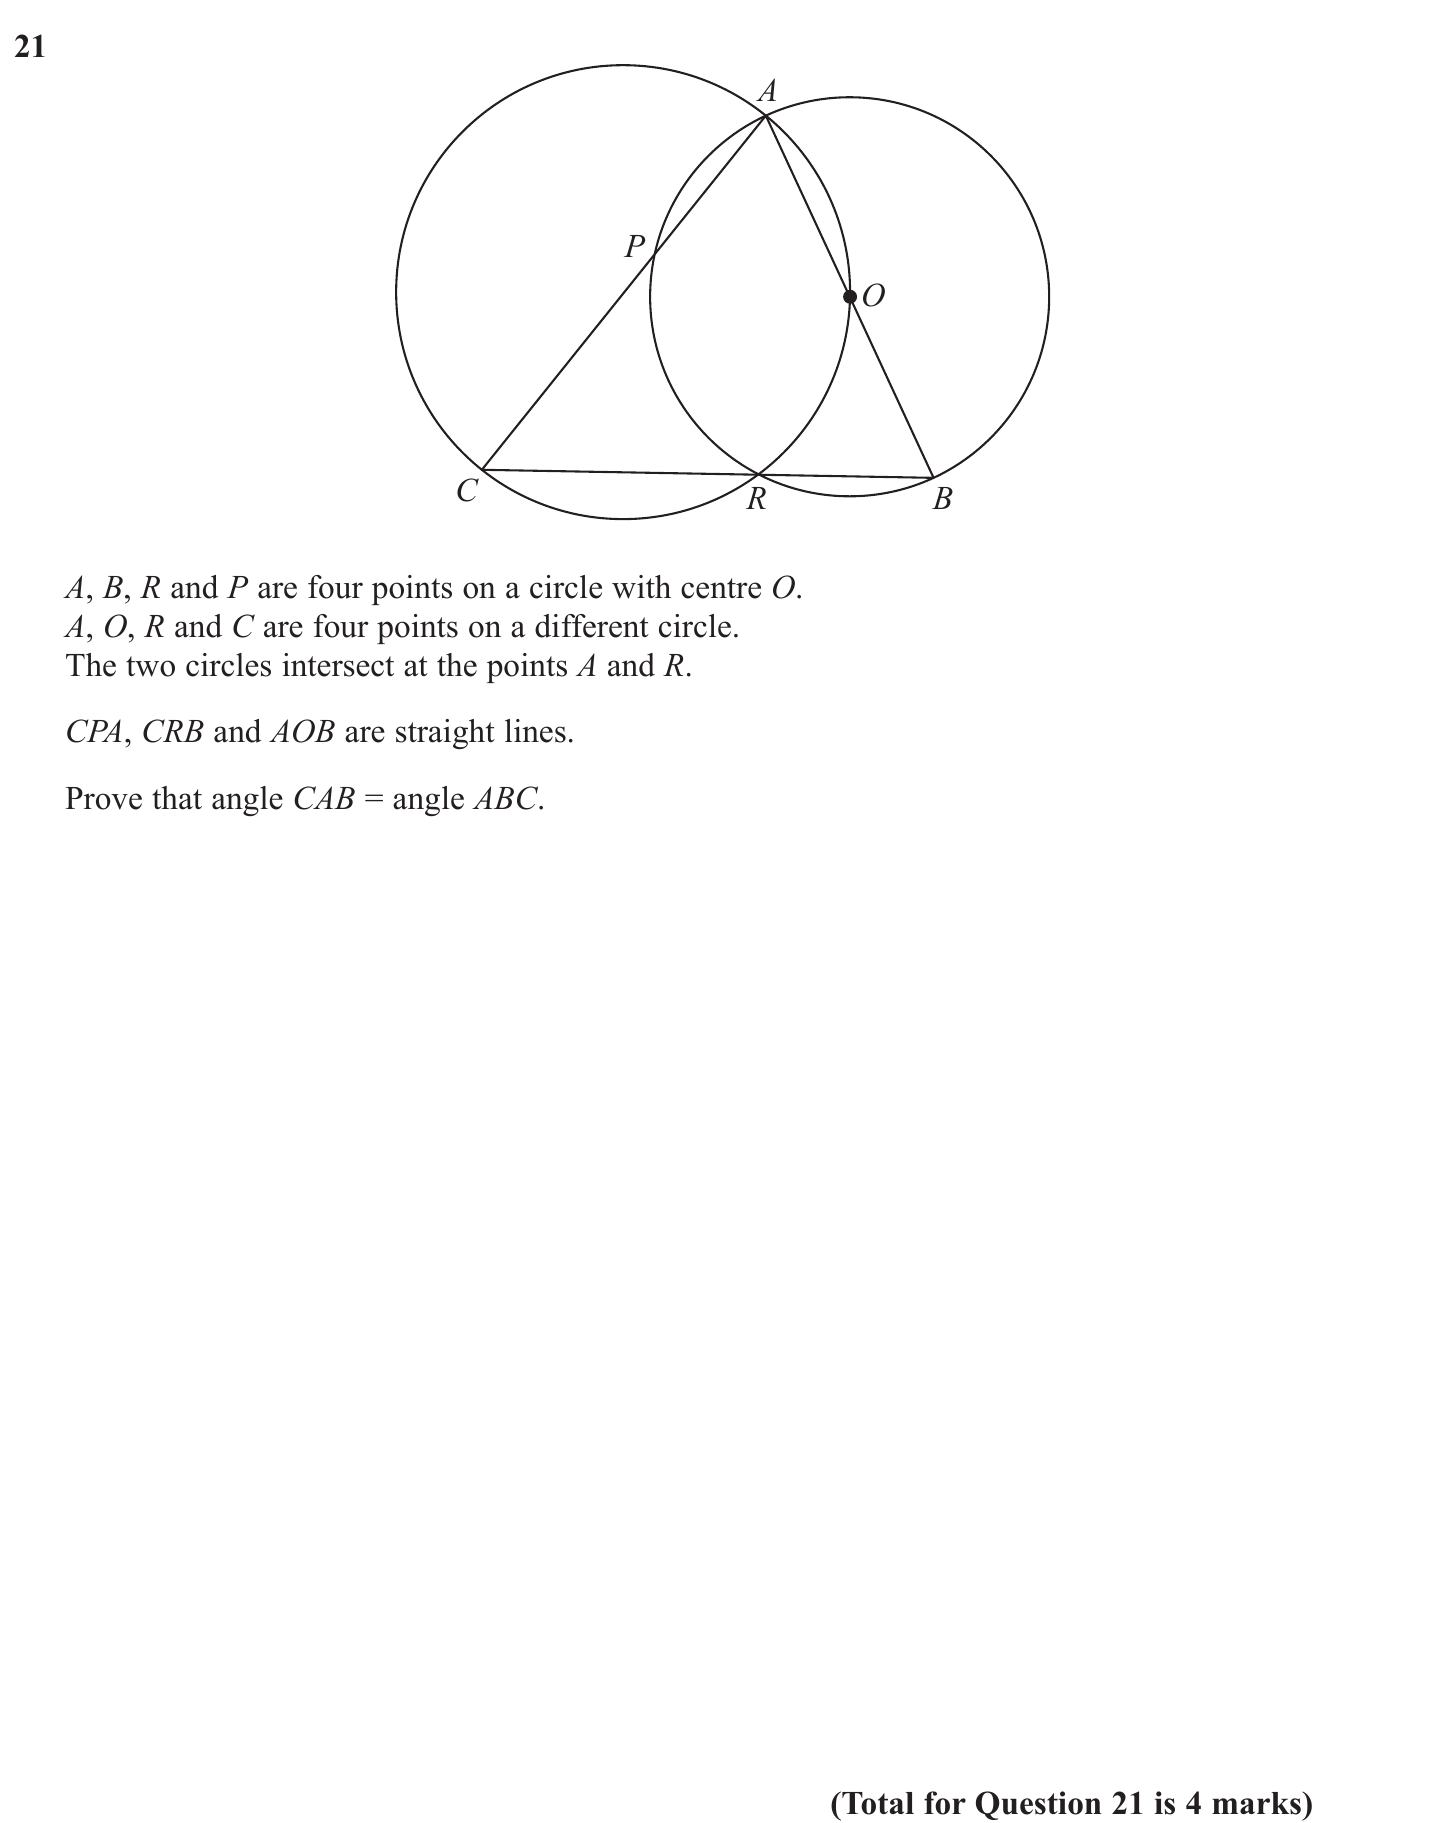 21
A
P
O
C
R
B
A, B, R and P are four points on a circle with centre O.
A, O, R and C are four points on a different circle.
The two circles intersect at the points A and R.
CPA, CRB and AOB are straight lines.
Prove that angle CAB = angle ABC.
(Total for Question 21 is 4 marks)